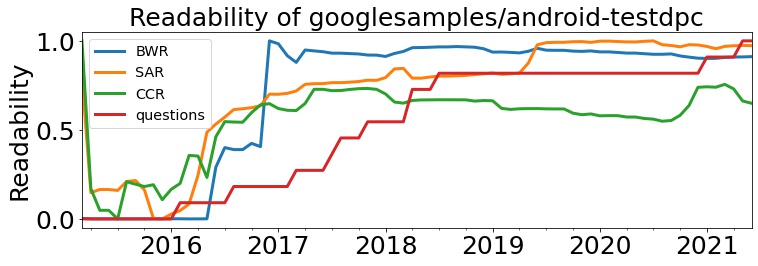 Readability of googlesamples/android-testdpc
Readability
1.0
0.5
0.0
BWR
SAR
CCR
questions
2016 2017 2018 2019 2020 2021